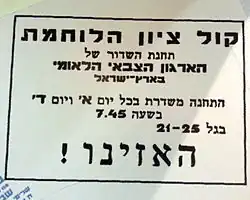 קול ציון הלוחמת
תחנת השדור של
הארגון הצבאי הלאומי
בארץ־ישראל
התחנה משדרת בכל יום א׳ ויום ד׳
בשעה 7.45
בגל 21-25
האזינו !